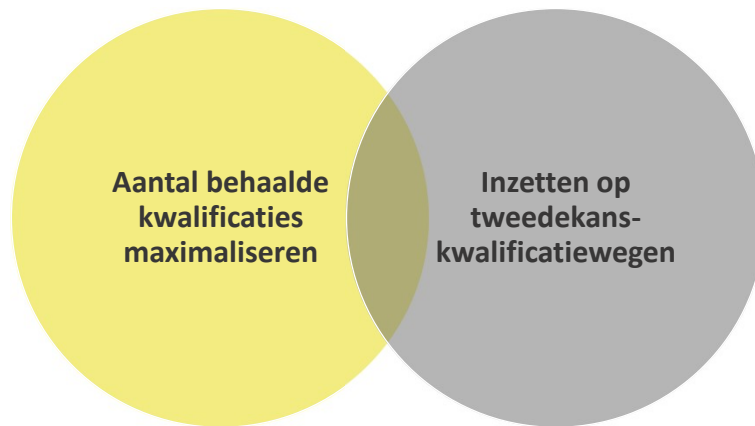 Aantal behaalde
kwalificaties
maximaliseren
Inzetten op
tweedekans-
kwalificatiewegen